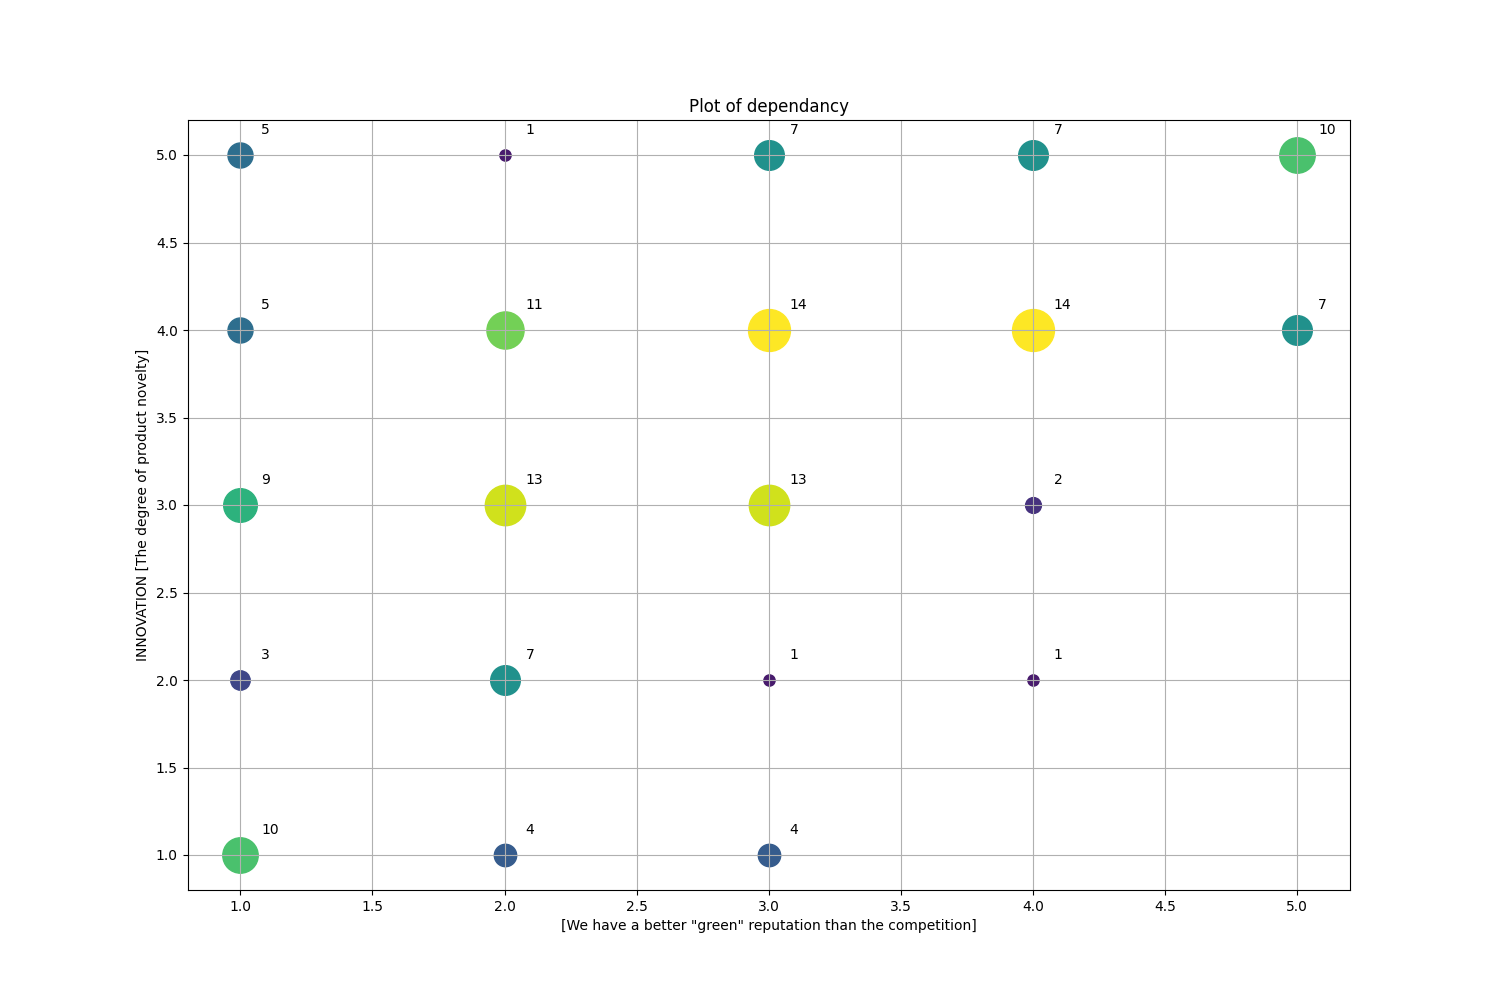 Plot of dependancy
5 1 7 7 10
5.0
4.5
5 11 14 14 7
4.0
3.5
9 13 13 2
3.0
2.5
3 7 1 1
2.0
1.5
10 4 4
1.0
INNOVATION [The degree of product novelty]
1.0 1.5 2.0 2.5 3.0 3.5 4.0 4.5 5.0
[We have a better "green" reputation than the competition]